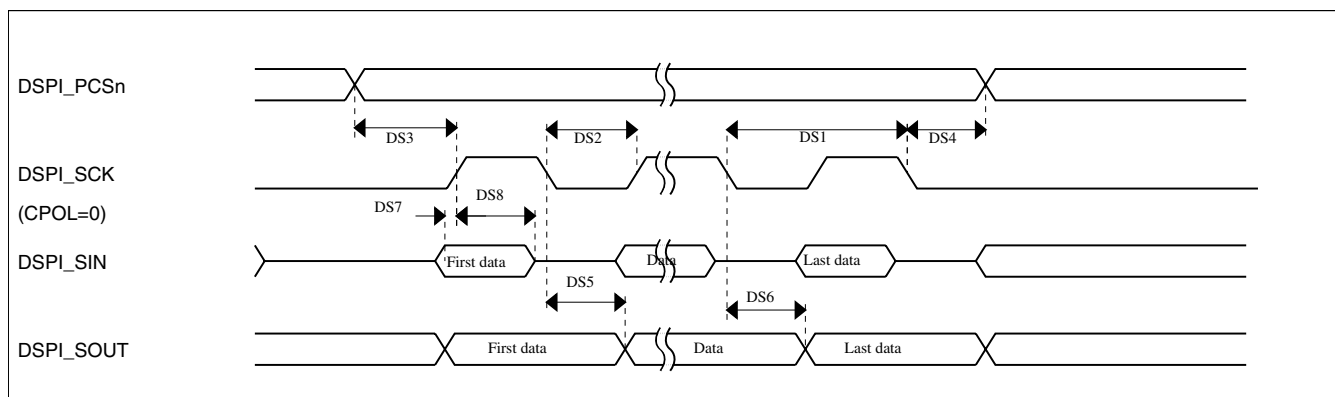 DSPI_PCSn
DS3
DS2
DS1
DS4
DSPI_SCK
(CPOL=0)
DS7
DS8
DSPI_SIN
First data
Data
Last data
DS5
DS6
DSPI_SOUT
First data
Data
Last data